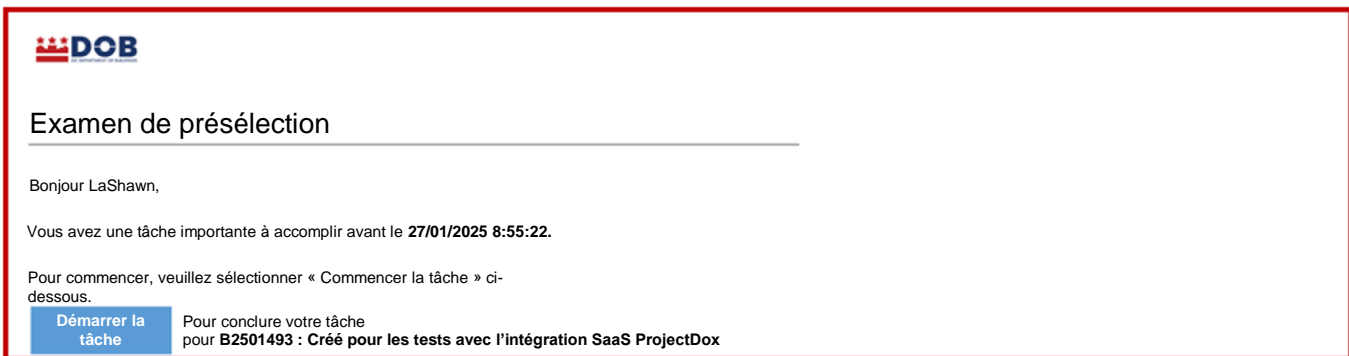 DOB
Examen de présélection
Bonjour LaShawn,
Vous avez une tâche importante à accomplir avant le 27/01/2025 8:55:22.
Pour commencer, veuillez sélectionner « Commencer la tâche » ci-
dessous.
Démarrer la
tâche
Pour conclure votre tâche
pour B2501493 : Créé pour les tests avec l’intégration SaaS ProjectDox